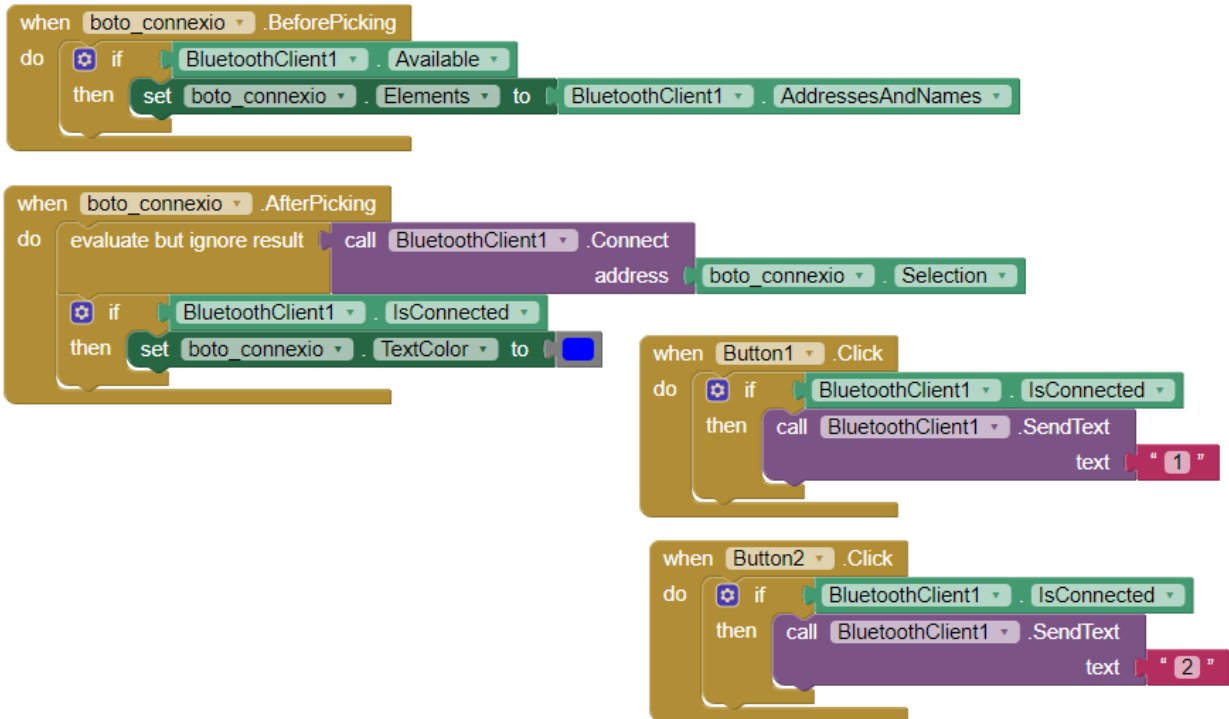 when boto_connexio .BeforePicking
do if BluetoothClient1 . Available
then set boto_connexio . Elements to BluetoothClient1 . AddressesAndNames
when boto_connexio .AfterPicking
do evaluate but ignore result call BluetoothClient1 .Connect
address boto_connexio . Selection
if BluetoothClient1 . IsConnected
then set boto_connexio . TextColor to
when Button1 .Click
do if BluetoothClient1 . IsConnected
then call BluetoothClient1 .SendText
text “ 1 ”
when Button2 .Click
do if BluetoothClient1 . IsConnected
then call BluetoothClient1 .SendText
text “ 2 ”